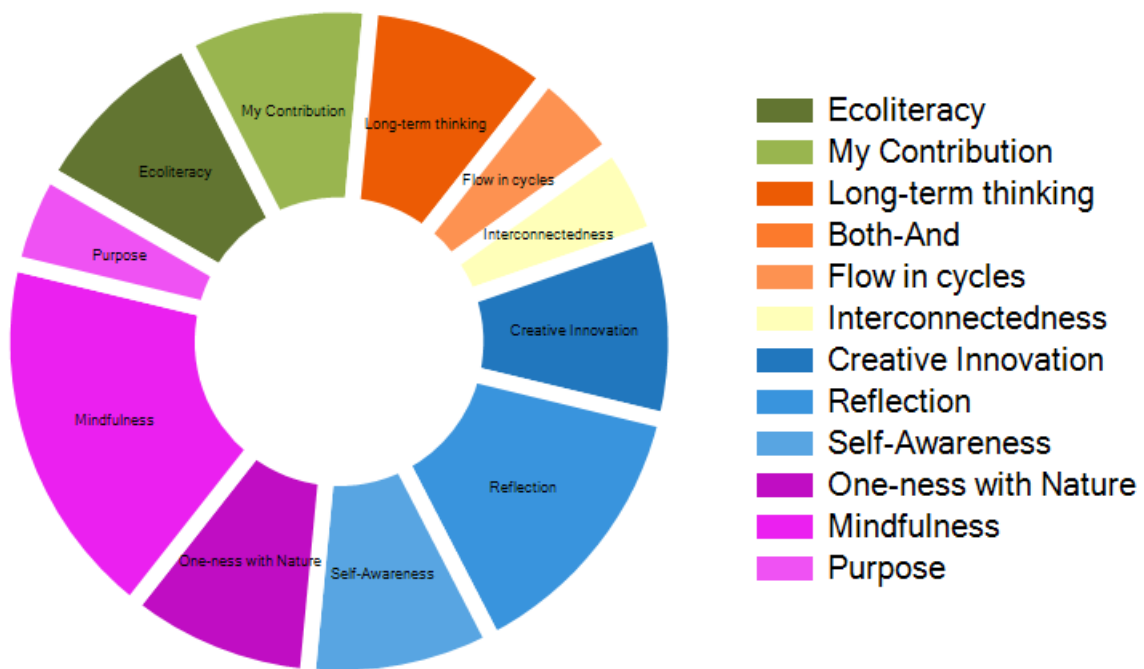 My Contribution
Long-term thinking
Ecoliteracy
Flow in cycles
Interconnectedness
Purpose
Creative Innovation
Mindfulness
Reflection
One-ness with Nature
Self-Awareness
Ecoliteracy
My Contribution
Long-term thinking
Both-And
Flow in cycles
Interconnectedness
Creative Innovation
Reflection
Self-Awareness
One-ness with Nature
Mindfulness
Purpose